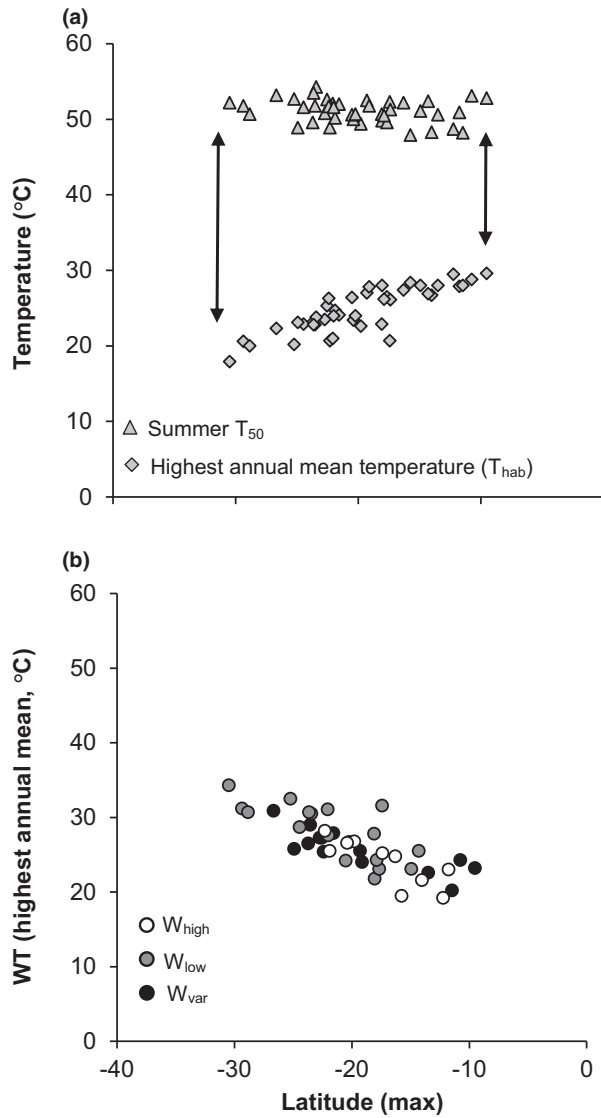 (a)
60
50
40
30
20
10
0
Temperature (°C)
Summer T50
Highest annual mean temperature (Thab)
(b)
60
50
40
30
20
10
0
WT (highest annual mean, °C)
Whigh
Wlow
Wvar
-40 -30 -20 -10 0
Latitude (max)